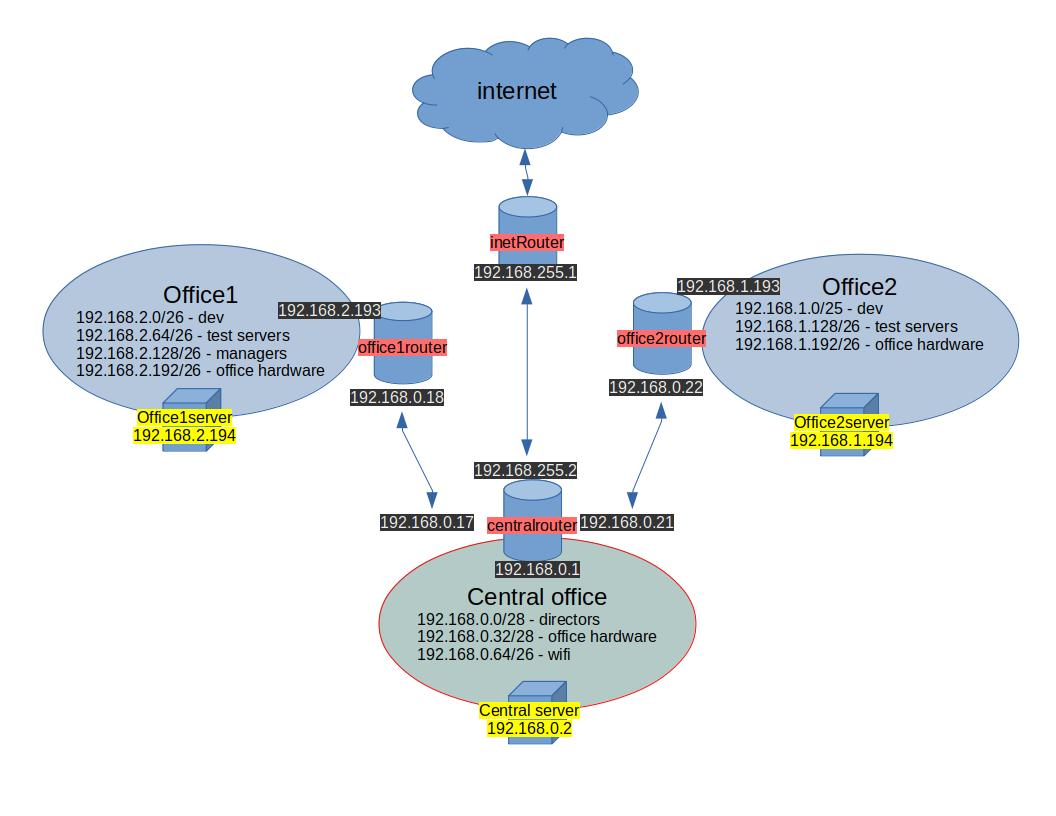 internet
inetRouter
192.168.255.1
Office1
192.168.2.0/26 - dev
192.168.2.64/26 - test servers
192.168.2.128/26 - managers
192.168.2.192/26 - office hardware
Office1server
192.168.2.194
192.168.2.193
office1router
192.168.0.18
192.168.1.193
office2router
192.168.0.22
Office2
192.168.1.0/25 - dev
192.168.1.128/26 - test servers
192.168.1.192/26 - office hardware
Office2server
192.168.1.194
192.168.255.2
192.168.0.17
centralrouter
192.168.0.21
192.168.0.1
Central office
192.168.0.0/28 - directors
192.168.0.32/28 - office hardware
192.168.0.64/26 - wifi
Central server
192.168.0.2